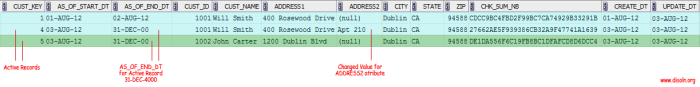 CUST_KEY AS_OF_START_DT AS_OF_END_DT CUST_ID CUST_NAME ADDRESS1 ADDRESS2 CITY STATE ZIP CHK_SUM_NBR CREATE_DT UPDATE_DT
1 01-AUG-12 02-AUG-12 1001 Will Smith 400 Rosewood Drive (null) Dublin CA 94588 CDCC9BC4FBD2F99BC7CA74929B33291B 01-AUG-12 03-AUG-12
4 03-AUG-12 31-DEC-00 1001 Will Smith 400 Rosewood Drive Apt 210 Dublin CA 94588 27662AE5F939386CB32A9F47741A1639 03-AUG-12 03-AUG-12
5 03-AUG-12 31-DEC-00 1002 John Carter 1200 Dublin Blvd (null) Dublin CA 94588 03-AUG-12 03-AUG-12
Active Records
AS_OF_END_DT
for Active Record
31-DEC-4000
Changed Value for
ADDRESS2 atribute
www.disoln.org